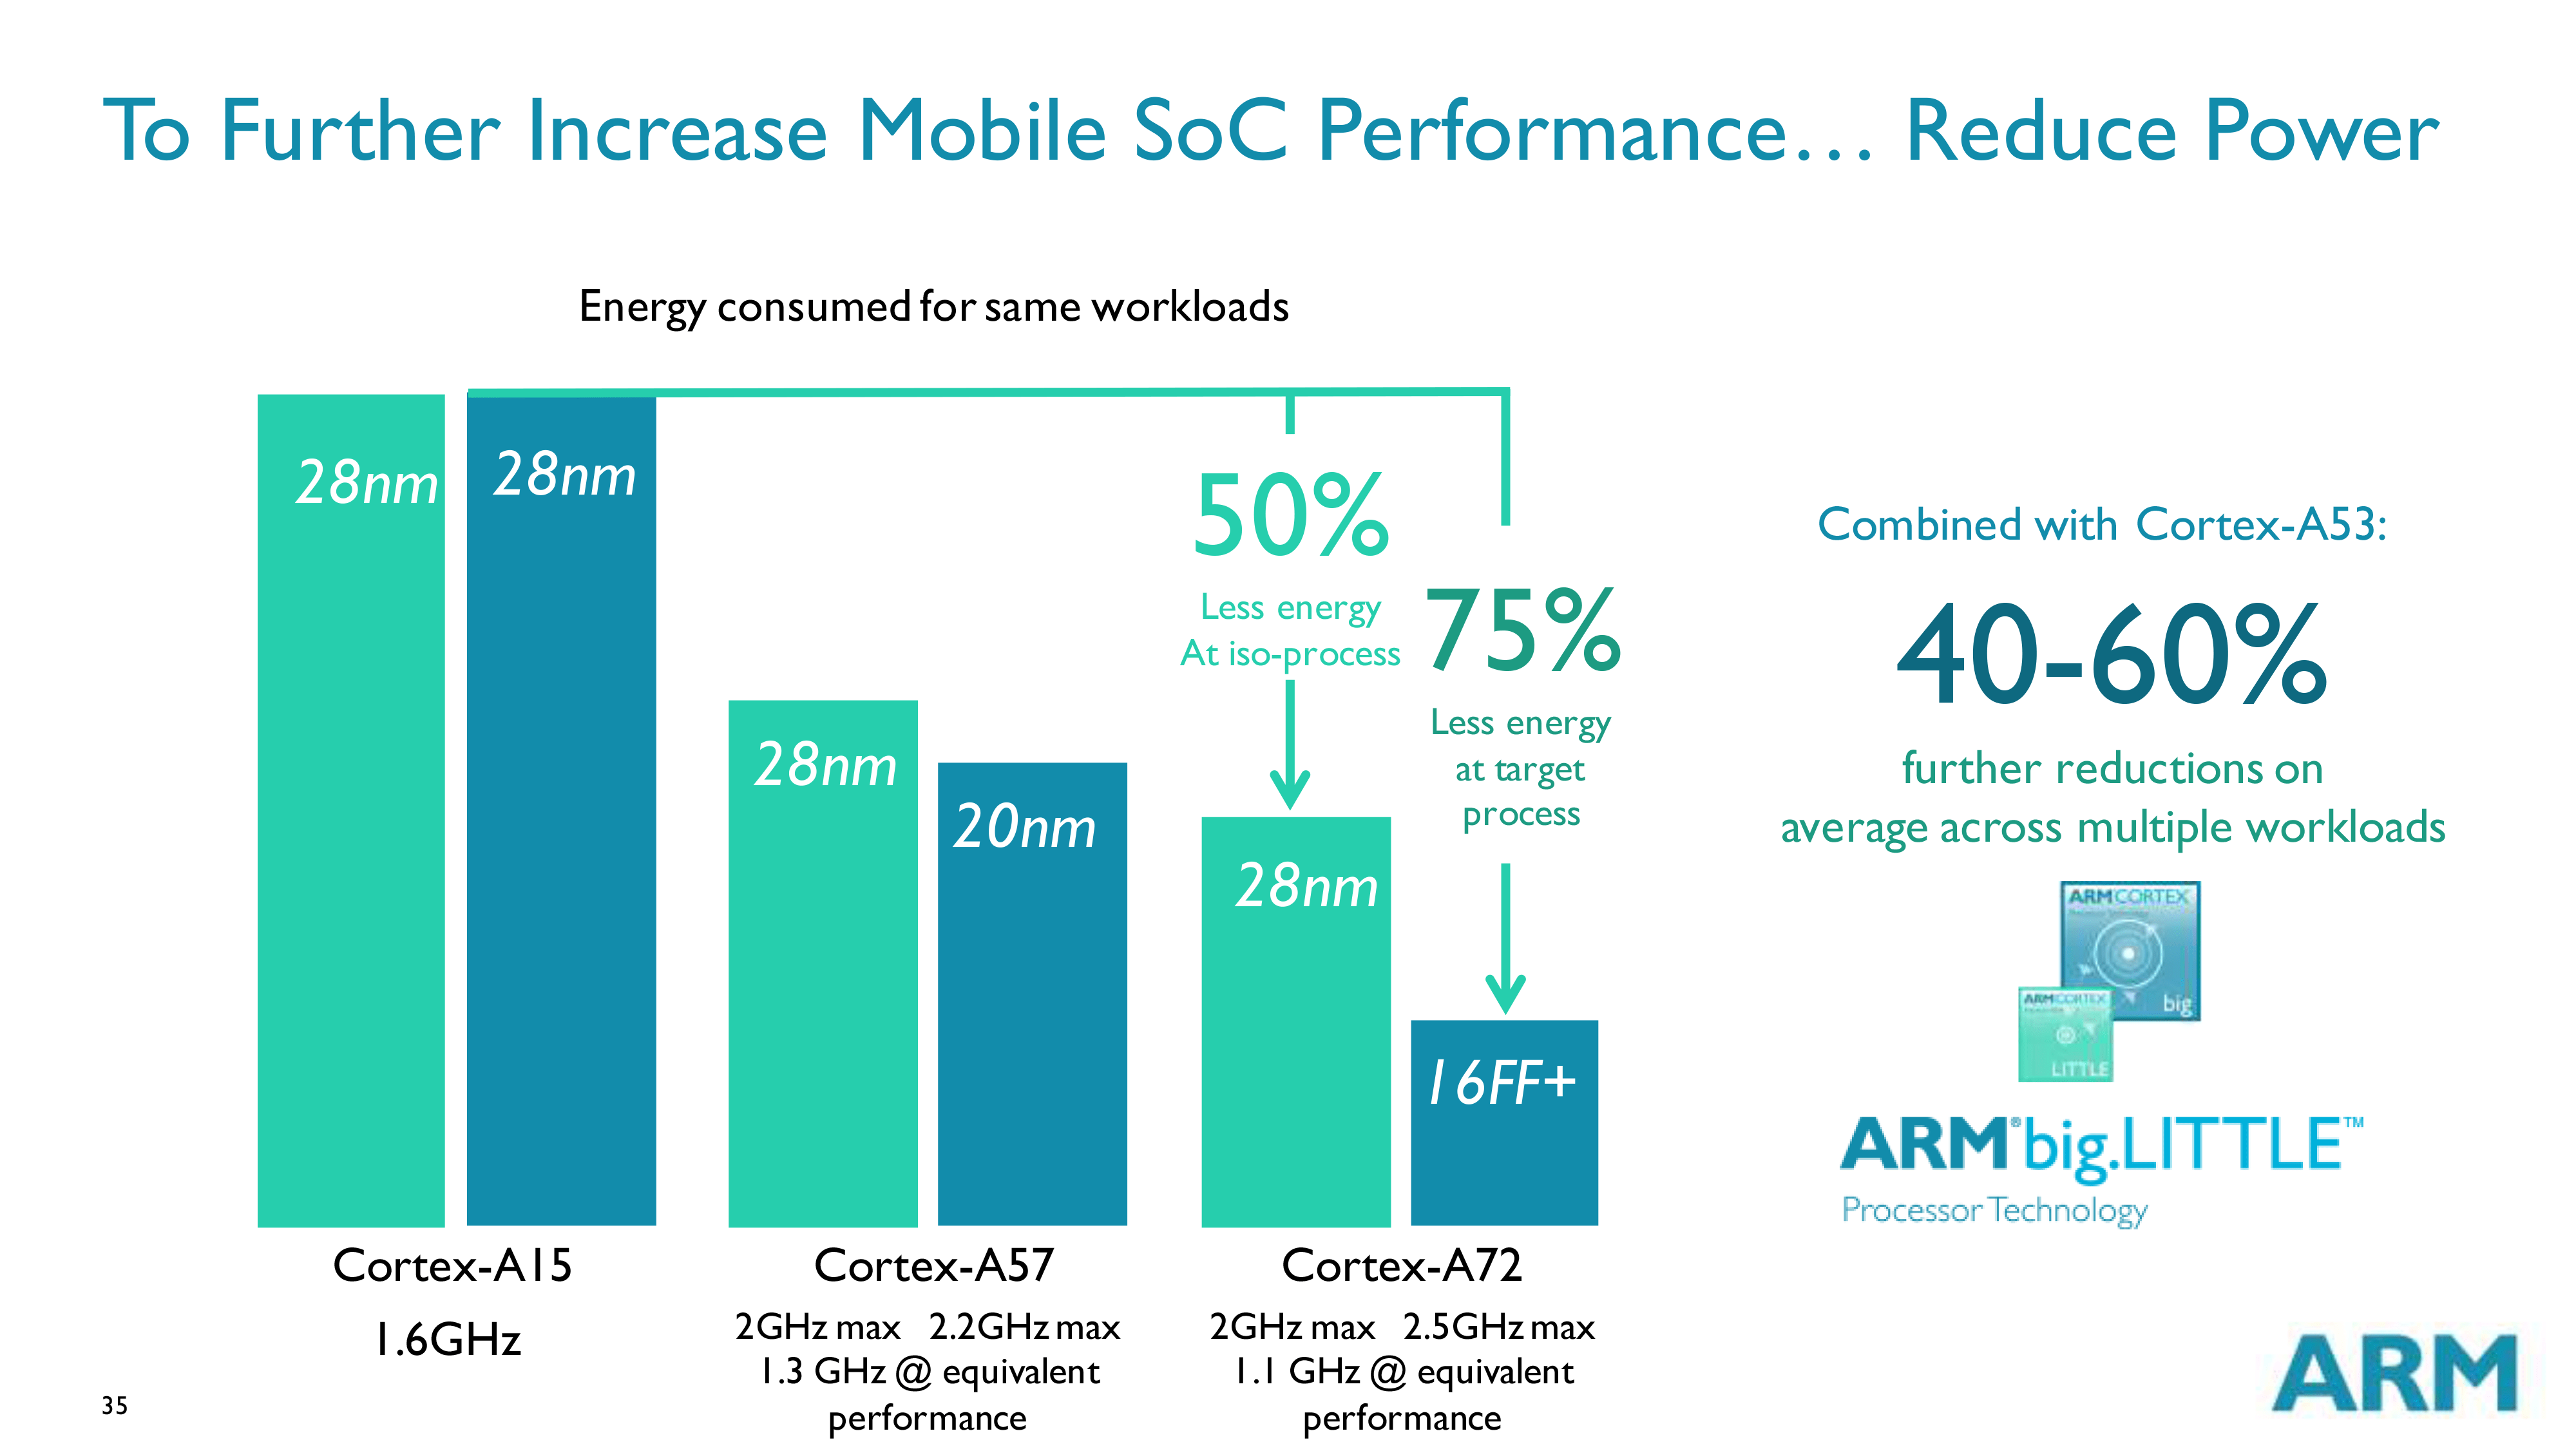 To Further Increase Mobile SoC Performance… Reduce Power
Energy consumed for same workloads
28nm
28nm
28nm
20nm
50%
Less energy
At iso-process
28nm
75%
Less energy
at target
process
16FF+
Cortex-A15
1.6GHz
Cortex-A57
2GHz max 2.2GHz max
1.3 GHz @ equivalent
performance
Cortex-A72
2GHz max 2.5GHz max
1.1 GHz @ equivalent
performance
Combined with Cortex-A53:
40-60%
further reductions on
average across multiple workloads
ARM CORTEX
big
ARM CORTEX
LITTLE
ARM® big.LITTLE™
Processor Technology
35
ARM